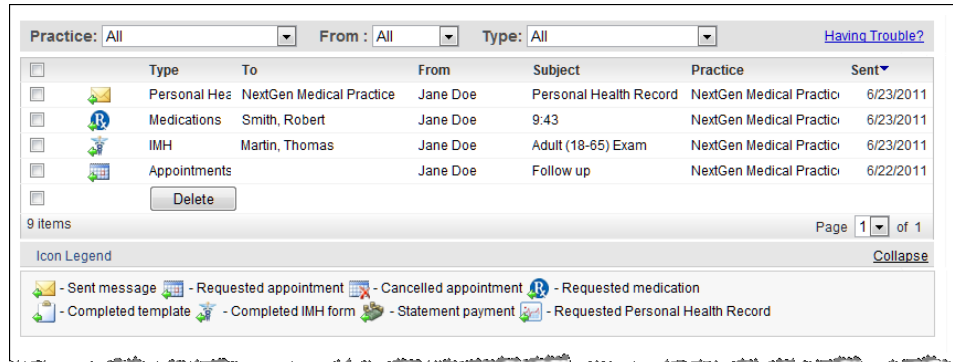 Practice: All From : All Type: All Having Trouble?
Type To From Subject Practice Sent
Personal Hea NextGen Medical Practice Jane Doe Personal Health Record NextGen Medical Practic 6/23/2011
Medications Smith, Robert Jane Doe 9:43 NextGen Medical Practic 6/23/2011
IMH Martin, Thomas Jane Doe Adult (18-65) Exam NextGen Medical Practic 6/23/2011
Appointments Jane Doe Follow up NextGen Medical Practic 6/22/2011
Delete
9 items Page 1 of 1
Icon Legend Collapse
- Sent message - Requested appointment - Cancelled appointment - Requested medication
- Completed template - Completed IMH form - Statement payment - Requested Personal Health Record